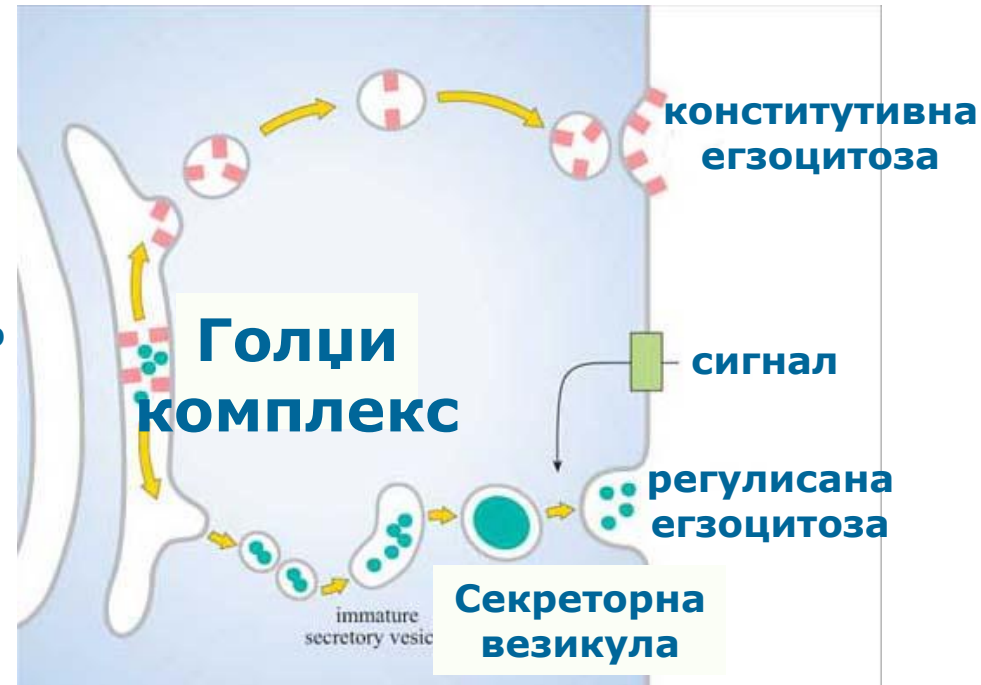 конститутивна
егзоцитоза
Голџи
комплекс
сигнал
регулисана
егзоцитоза
immature
secretory vesic
Секреторна
везикула